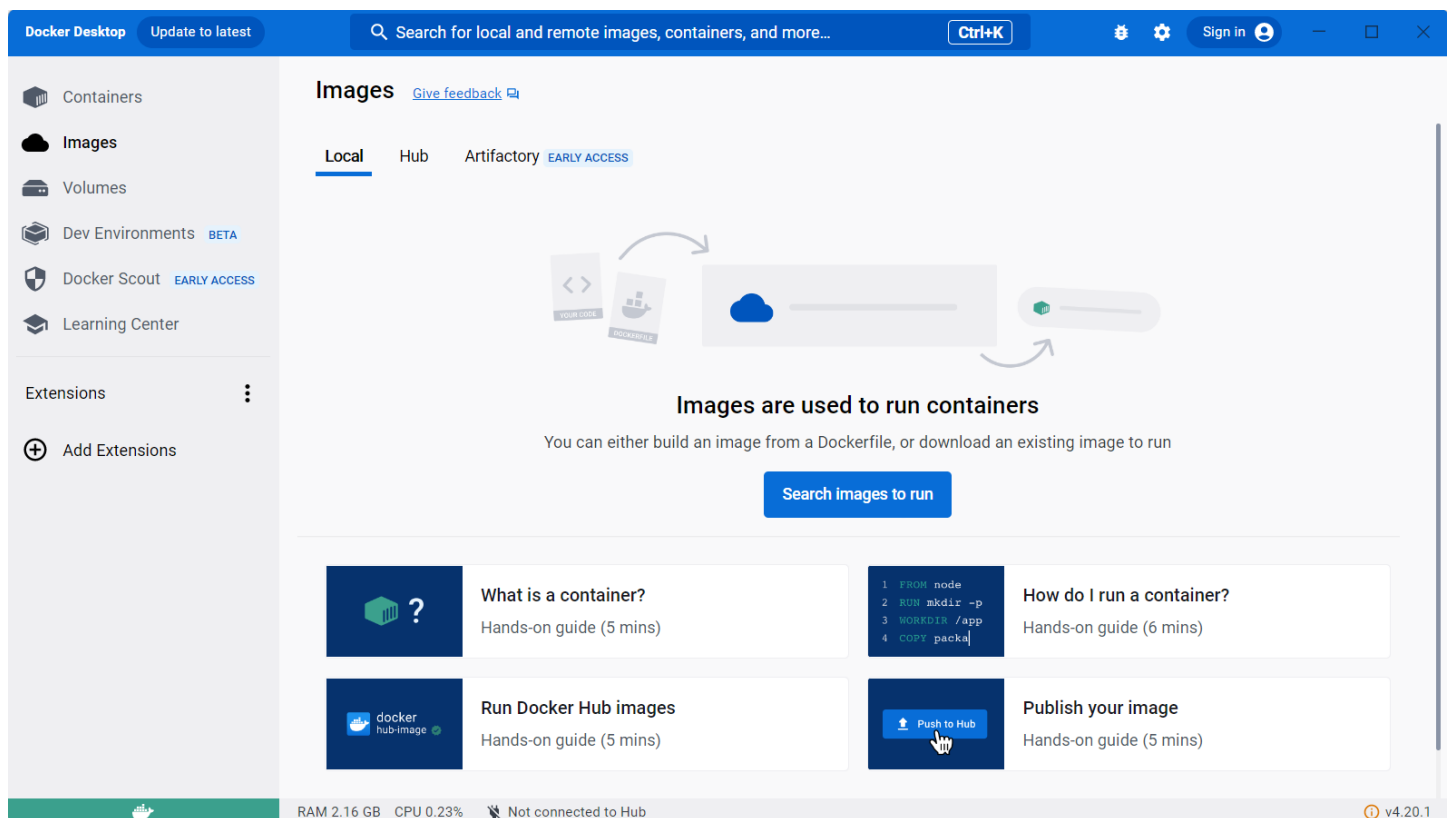 Docker Desktop Update to latest Search for local and remote images, containers, and more... Ctrl+K Sign in
Containers
Images
Volumes
Dev Environments BETA
Docker Scout EARLY ACCESS
Learning Center
Extensions
Add Extensions
Images Give feedback
Local Hub Artifactory EARLY ACCESS
YOUR CODE
DOCKERFILE
Images are used to run containers
You can either build an image from a Dockerfile, or download an existing image to run
Search images to run
?
What is a container?
Hands-on guide (5 mins)
1 FROM node
2 RUN mkdir -p
3 WORKDIR /app
4 COPY packa
How do I run a container?
Hands-on guide (6 mins)
docker
hub-image
Run Docker Hub images
Hands-on guide (5 mins)
Push to Hub
Publish your image
Hands-on guide (5 mins)
RAM 2.16 GB CPU 0.23% Not connected to Hub v4.20.1